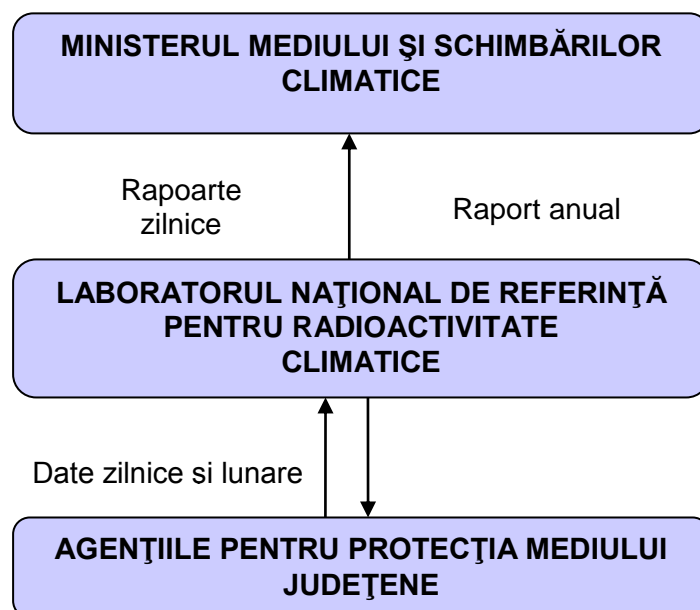 MINISTERUL MEDIULUI ŞI SCHIMBĂRILOR
CLIMATICE
Rapoarte
zilnice
Raport anual
LABORATORUL NAŢIONAL DE REFERINŢĂ
PENTRU RADIOACTIVITATE
CLIMATICE
Date zilnice si lunare
AGENŢIILE PENTRU PROTECŢIA MEDIULUI
JUDEŢENE